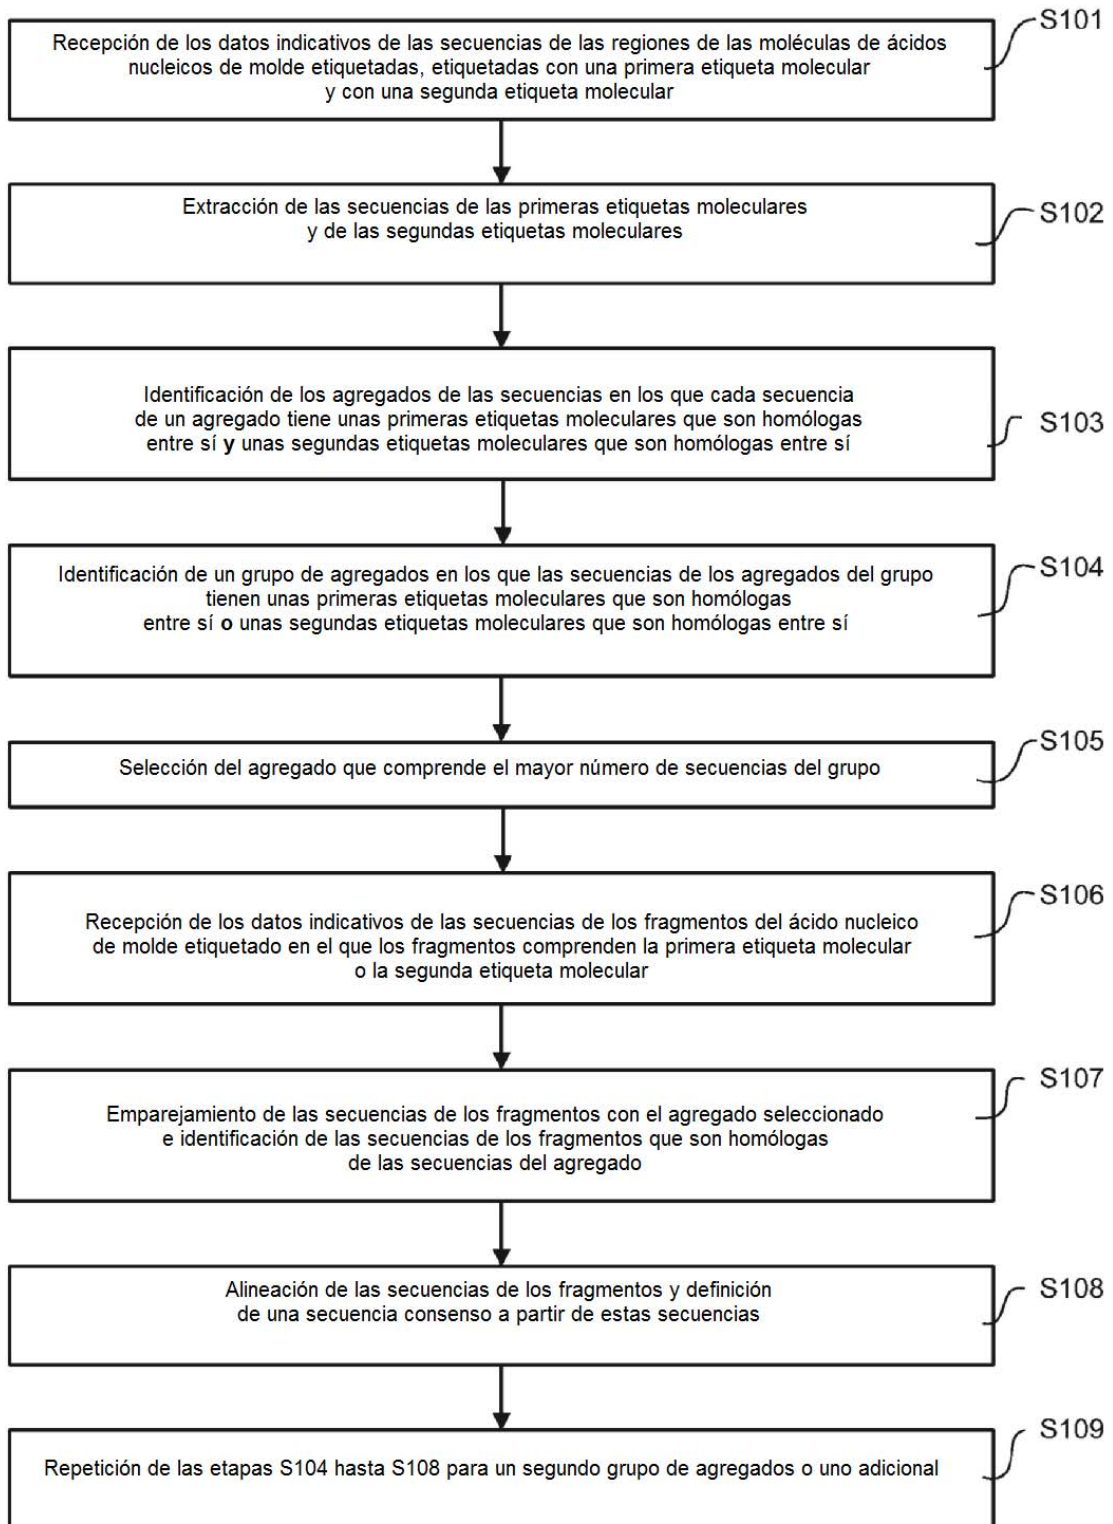 S101
Recepción de los datos indicativos de las secuencias de las regiones de las moléculas de ácidos
nucleicos de molde etiquetadas, etiquetadas con una primera etiqueta molecular
y con una segunda etiqueta molecular
S102
Extracción de las secuencias de las primeras etiquetas moleculares
y de las segundas etiquetas moleculares
S103
Identificación de los agregados de las secuencias en los que cada secuencia
de un agregado tiene unas primeras etiquetas moleculares que son homólogas
entre sí y unas segundas etiquetas moleculares que son homólogas entre sí
S104
Identificación de un grupo de agregados en los que las secuencias de los agregados del grupo
tienen unas primeras etiquetas moleculares que son homólogas
entre sí o unas segundas etiquetas moleculares que son homólogas entre sí
S105
Selección del agregado que comprende el mayor número de secuencias del grupo
S106
Recepción de los datos indicativos de las secuencias de los fragmentos del ácido nucleico
de molde etiquetado en el que los fragmentos comprenden la primera etiqueta molecular
o la segunda etiqueta molecular
S107
Emparejamiento de las secuencias de los fragmentos con el agregado seleccionado
e identificación de las secuencias de los fragmentos que son homólogas
de las secuencias del agregado
S108
Alineación de las secuencias de los fragmentos y definición
de una secuencia consenso a partir de estas secuencias
S109
Repetición de las etapas S104 hasta S108 para un segundo grupo de agregados o uno adicional